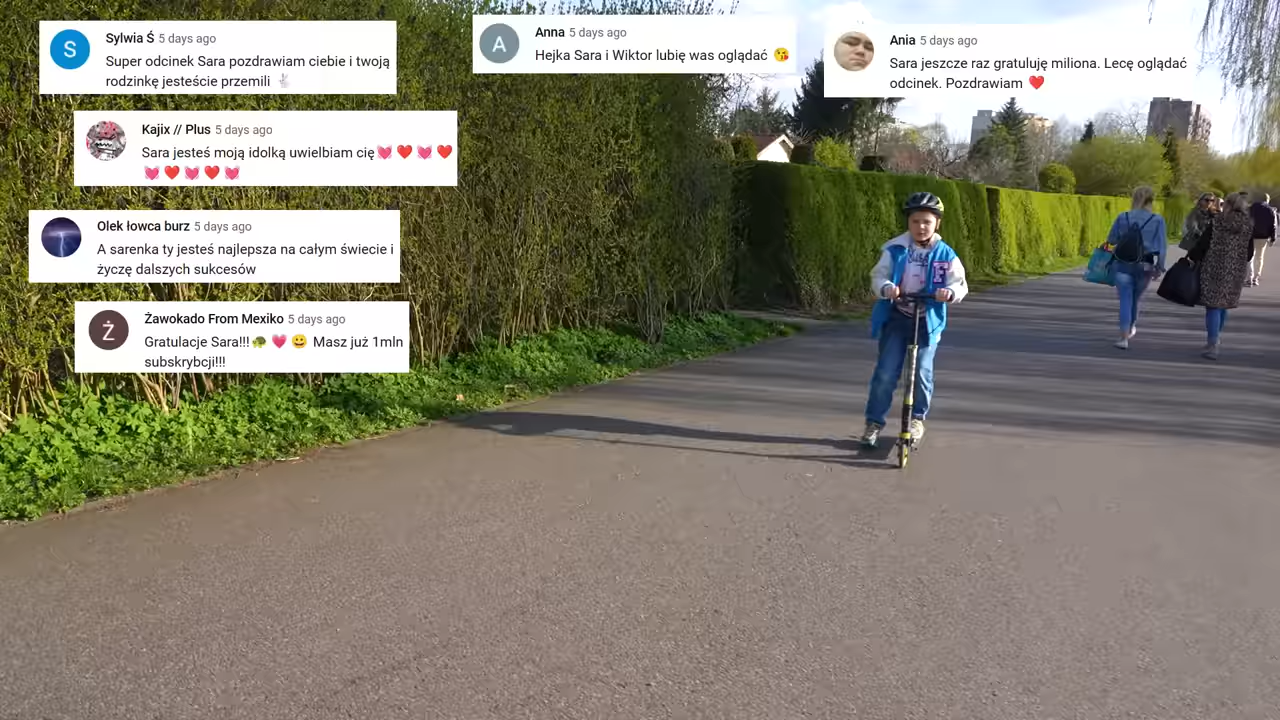 S
Sylwia Ś 5 days ago
Super odcinek Sara pozdrawiam ciebie i twoją
rodzinkę jesteście przemili 🐇
A
Anna 5 days ago
Hejka Sara i Wiktor lubię was oglądać 😘
Ania 5 days ago
Sara jeszcze raz gratuluję miliona. Lecę oglądać
odcinek. Pozdrawiam ❤️
Kajix // Plus 5 days ago
Sara jesteś moją idolką uwielbiam cię💓 ❤️ 💓 ❤️
💓 ❤️ 💓 ❤️ 💓
Olek łowca burz 5 days ago
A sarenka ty jesteś najlepsza na całym świecie i
życzę dalszych sukcesów
Ż
Żawokado From Mexiko 5 days ago
Gratulacje Sara!!!🐢 💗 😀 Masz już 1mln
subskrybcji!!!
F